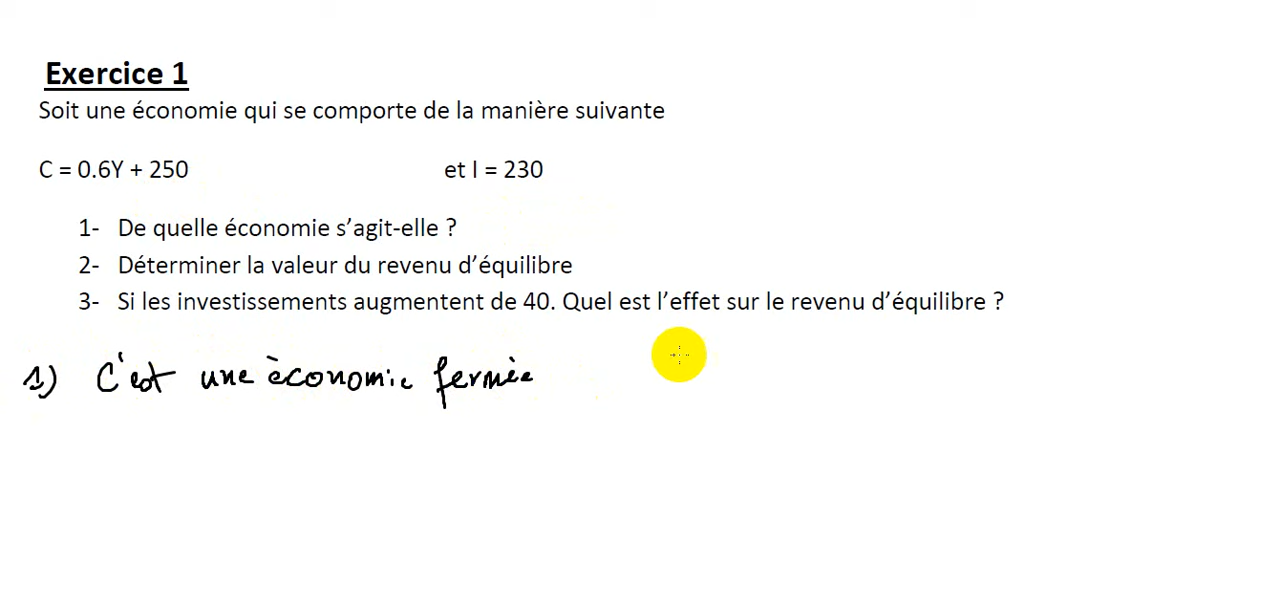 Exercice 1
Soit une économie qui se comporte de la manière suivante
C = 0.6Y + 250 et I = 230
1- De quelle économie s’agit-elle ?
2- Déterminer la valeur du revenu d’équilibre
3- Si les investissements augmentent de 40. Quel est l’effet sur le revenu d’équilibre ?
1) C'est une économie fermée